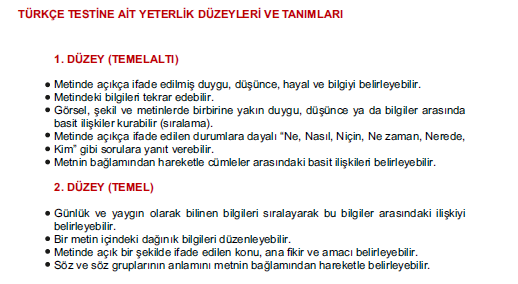 TÜRKÇE TESTİNE AİT YETERLİK DÜZEYLERİ VE TANIMLARI
1. DÜZEY (TEMELALTI)
● Metinde açıkça ifade edilmiş duygu, düşünce, hayal ve bilgiyi belirleyebilir.
● Metindeki bilgileri tekrar edebilir.
● Görsel, şekil ve metinlerde birbirine yakın duygu, düşünce ya da bilgiler arasında
basit ilişkiler kurabilir (sıralama).
● Metinde açıkça ifade edilen durumlara dayalı “Ne, Nasıl, Niçin, Ne zaman, Nerede,
● Kim” gibi sorulara yanıt verebilir.
● Metnin bağlamından hareketle cümleler arasındaki basit ilişkileri belirleyebilir.
2. DÜZEY (TEMEL)
● Günlük ve yaygın olarak bilinen bilgileri sıralayarak bu bilgiler arasındaki ilişkiyi
belirleyebilir.
● Bir metin içindeki dağınık bilgileri düzenleyebilir.
● Metinde açık bir şekilde ifade edilen konu, ana fikir ve amacı belirleyebilir.
● Söz ve söz gruplarının anlamını metnin bağlamından hareketle belirleyebilir.